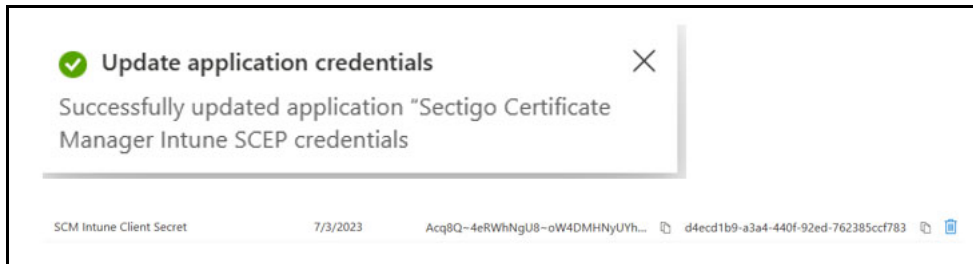 Update application credentials
Successfully updated application "Sectigo Certificate
Manager Intune SCEP credentials
SCM Intune Client Secret 7/3/2023 Acq8Q~4eRWhNgU8~oW4DMHNyUYh... d4ecd1b9-a3a4-440f-92ed-762385ccf783